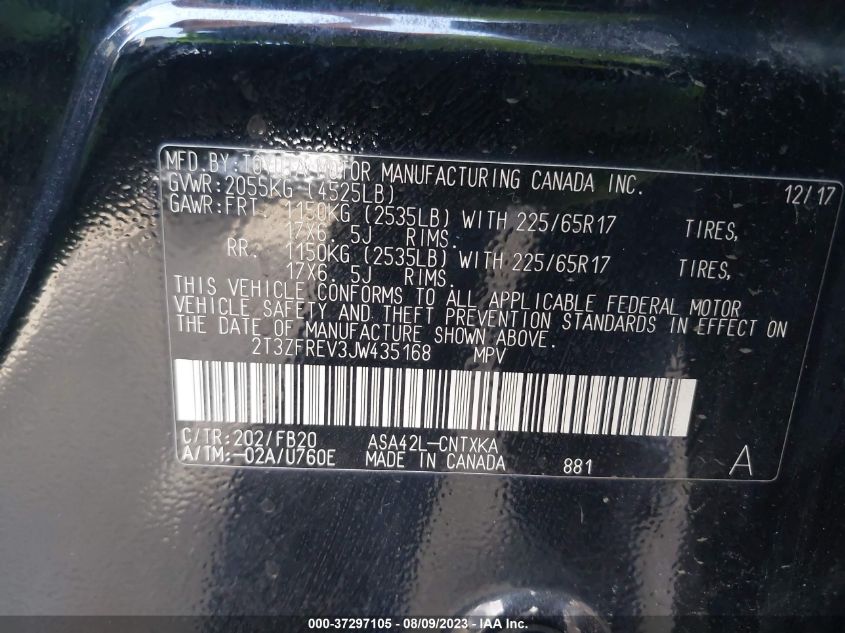 MFD. BY: TOYOTA MOTOR MANUFACTURING CANADA INC. 12/17
GVWR: 2055KG (4525LB)
GAWR: FRT. 1150KG (2535LB) WITH 225/65R17 TIRES,
17X6. 5J RIMS.
RR. 1150KG (2535LB) WITH 225/65R17 TIRES,
17X6. 5J RIMS.
THIS VEHICLE CONFORMS TO ALL APPLICABLE FEDERAL MOTOR
VEHICLE SAFETY AND THEFT PREVENTION STANDARDS IN EFFECT ON
THE DATE OF MANUFACTURE SHOWN ABOVE.
2T3ZFREV3JW435168 MPV
C/TR: 202/FB20 ASA42L-CNTXKA
A/TM: -02A/U760E MADE IN CANADA 881 A
000-37297105 - 08/09/2023 - IAA Inc.